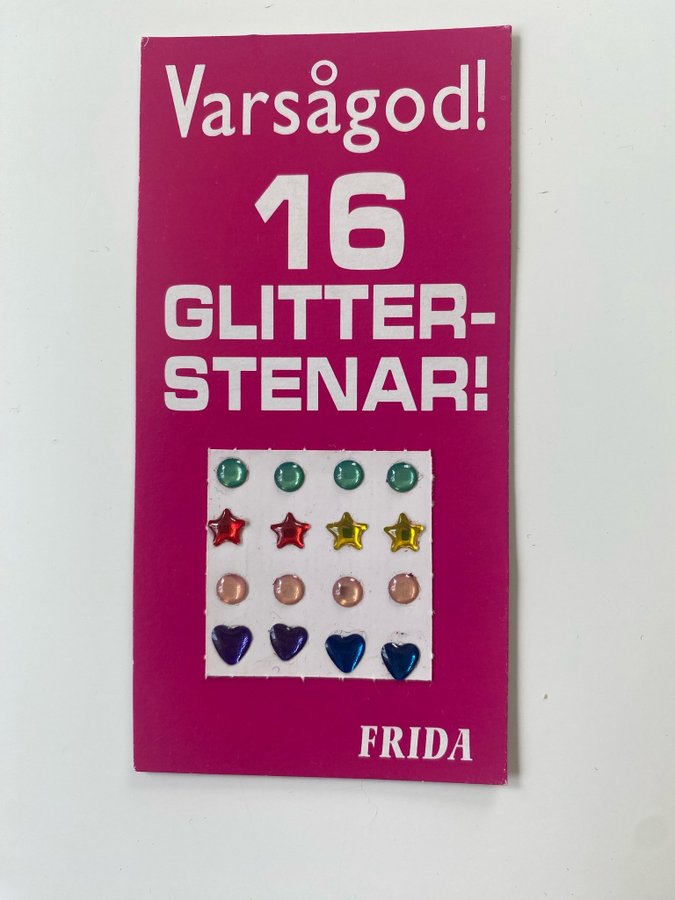 Varsågod!
16
GLITTER-
STENAR!
FRIDA